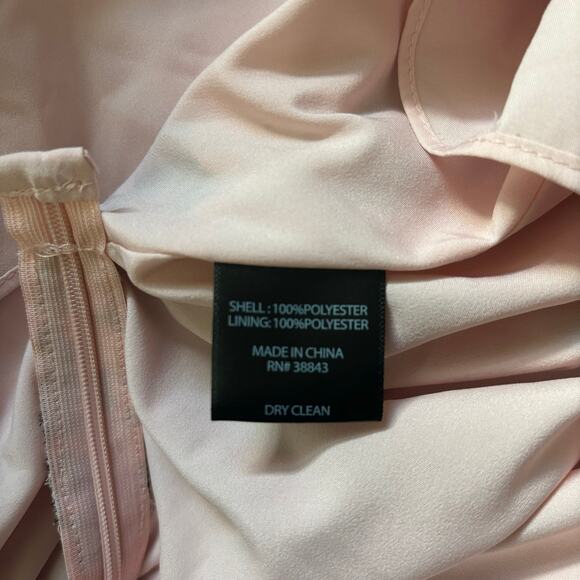 SHELL : 100%POLYESTER
LINING: 100%POLYESTER
MADE IN CHINA
RN# 38843
DRY CLEAN